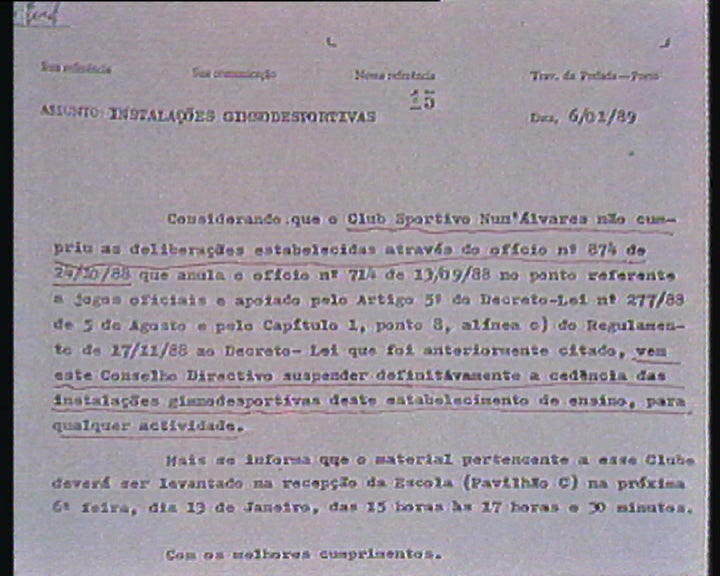 Sua referência Sua comunicação Nossa referência Trav. da Prelada—Porto
15
ASSUNTO: INSTALAÇÕES GIMNODESPORTIVAS Data, 6/01/89
Considerando que o Club Sportivo Nun'Álvares não cum-
priu as deliberações estabelecidas através do ofício nº 874 de
24/10/88 que anula o ofício nº 714 de 13/09/88 no ponto referente
a jogos oficiais e apoiado pelo Artigo 5º do Decreto-Lei nº 277/88
de 5 de Agosto e pelo Capítulo 1, ponto 8, alínea c) do Regulamen-
to de 17/11/88 ao Decreto- Lei que foi anteriormente citado, vem
este Conselho Directivo suspender definitivamente a cedência das
instalações gimnodesportivas deste estabelecimento de ensino, para
qualquer actividade.
Mais se informa que o material pertencente a esse Clube
deverá ser levantado na recepção da Escola (Pavilhão C) na próxima
6ª feira, dia 13 de Janeiro, das 15 horas às 17 horas e 30 minutos.
Com os melhores cumprimentos.